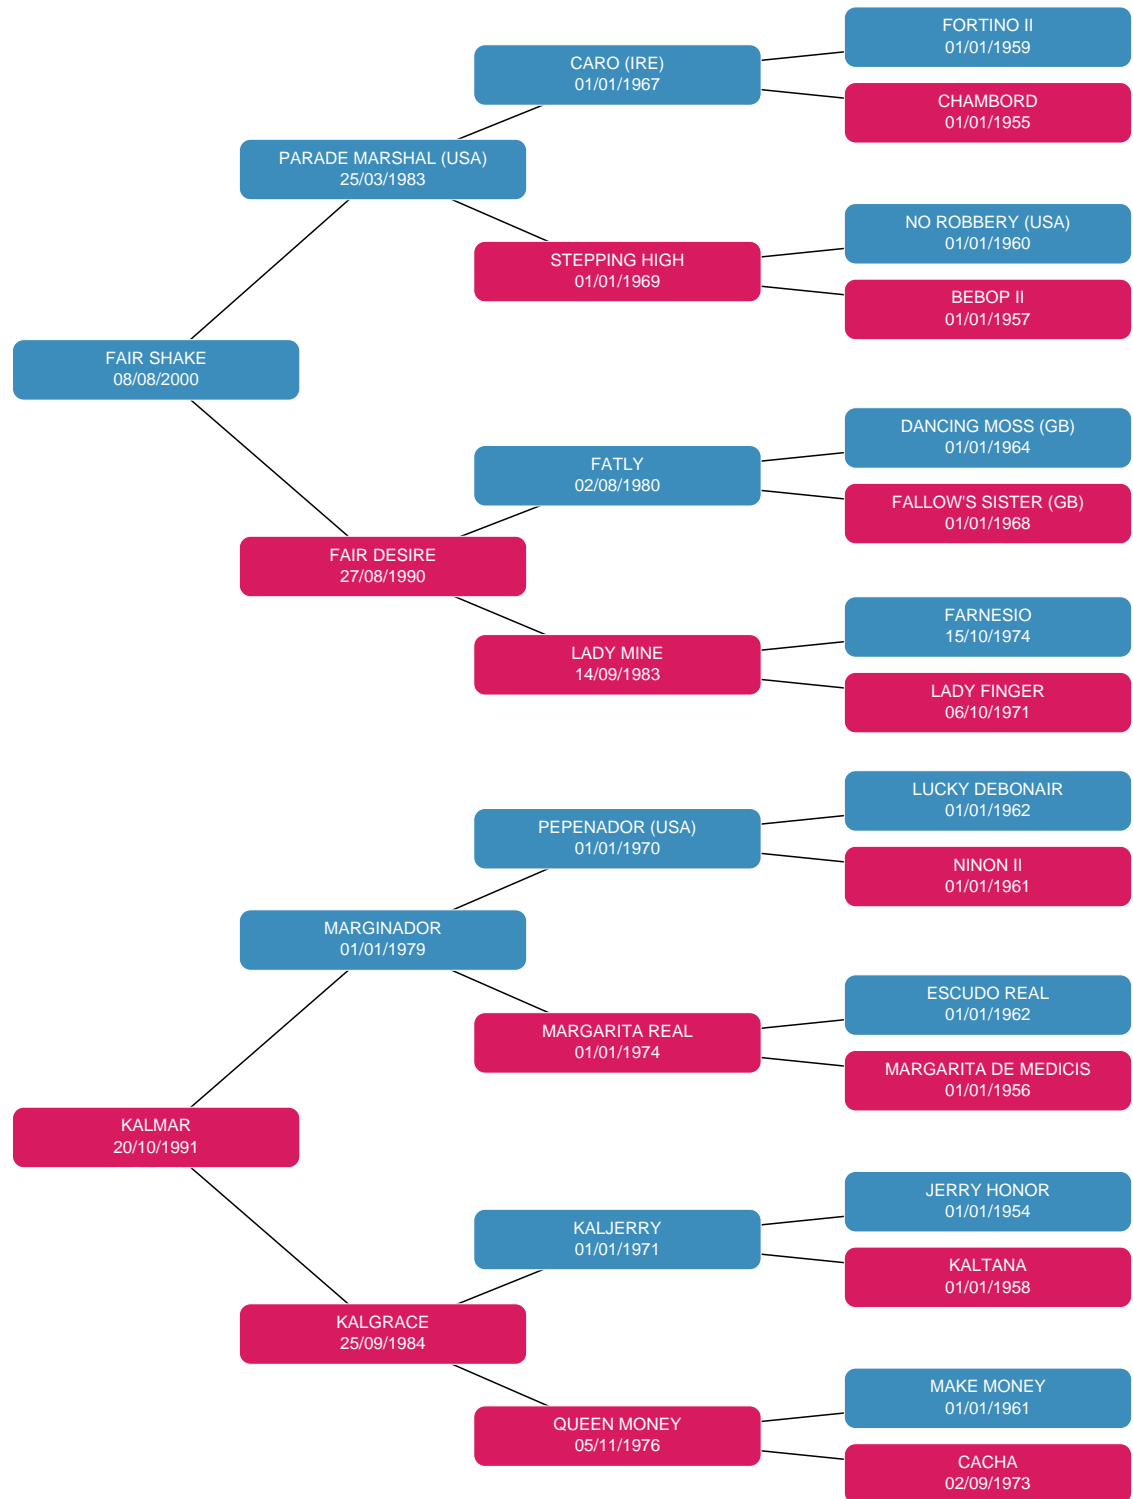 FORTINO II
01/01/1959
CARO (IRE)
01/01/1967
CHAMBORD
01/01/1955
PARADE MARSHAL (USA)
25/03/1983
NO ROBBERY (USA)
01/01/1960
STEPPING HIGH
01/01/1969
BEBOP II
01/01/1957
FAIR SHAKE
08/08/2000
DANCING MOSS (GB)
01/01/1964
FATLY
02/08/1980
FALLOW'S SISTER (GB)
01/01/1968
FAIR DESIRE
27/08/1990
FARNESIO
15/10/1974
LADY MINE
14/09/1983
LADY FINGER
06/10/1971
LUCKY DEBONAIR
01/01/1962
PEPENADOR (USA)
01/01/1970
NINON II
01/01/1961
MARGINADOR
01/01/1979
ESCUDO REAL
01/01/1962
MARGARITA REAL
01/01/1974
MARGARITA DE MEDICIS
01/01/1956
KALMAR
20/10/1991
JERRY HONOR
01/01/1954
KALJERRY
01/01/1971
KALTANA
01/01/1958
KALGRACE
25/09/1984
MAKE MONEY
01/01/1961
QUEEN MONEY
05/11/1976
CACHA
02/09/1973